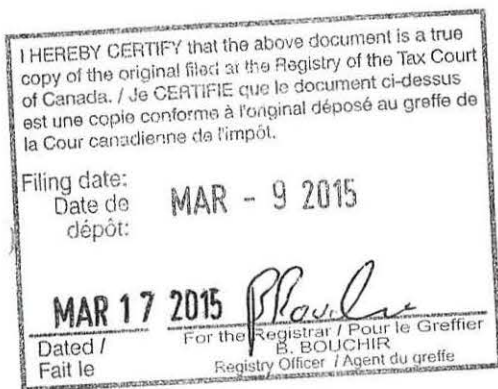 I HEREBY CERTIFY that the above document is a true
copy of the original filed at the Registry of the Tax Court
of Canada. / Je CERTIFIE que le document ci-dessus
est une copie conforme à l'original déposé au greffe de
la Cour canadienne de l'impôt.
Filing date:
Date de
dépôt:
MAR - 9 2015
MAR 17 2015
Dated /
Fait le
For the Registrar / Pour le Greffier
B. BOUCHIR
Registry Officer / Agent du greffe